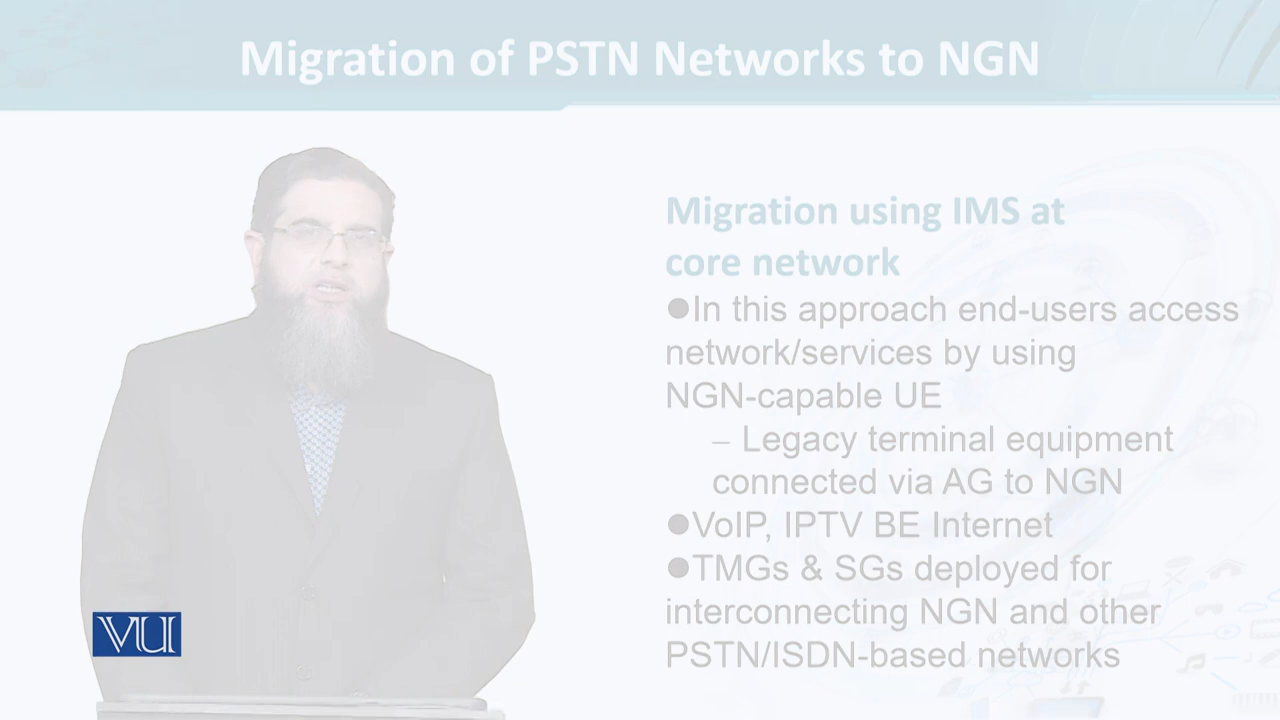 Migration of PSTN Networks to NGN
Migration using IMS at
core network
●In this approach end-users access
network/services by using
NGN-capable UE
– Legacy terminal equipment
connected via AG to NGN
●VoIP, IPTV BE Internet
●TMGs & SGs deployed for
interconnecting NGN and other
PSTN/ISDN-based networks
VU